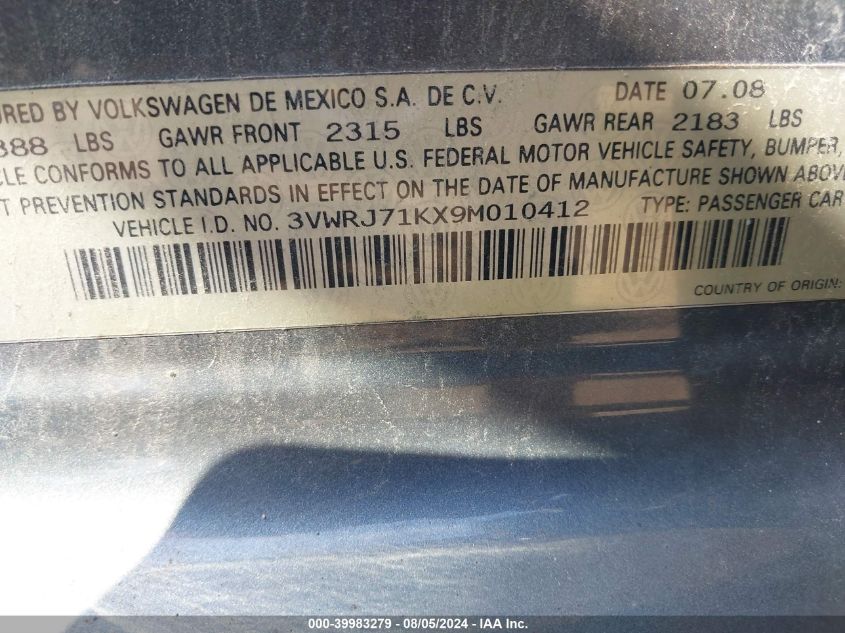 URED BY VOLKSWAGEN DE MEXICO S.A. DE C.V. DATE 07.08
888 LBS GAWR FRONT 2315 LBS GAWR REAR 2183 LBS
CLE CONFORMS TO ALL APPLICABLE U.S. FEDERAL MOTOR VEHICLE SAFETY, BUMPER,
T PREVENTION STANDARDS IN EFFECT ON THE DATE OF MANUFACTURE SHOWN ABOVE
VEHICLE I.D. NO. 3VWRJ71KX9M010412 TYPE: PASSENGER CAR
COUNTRY OF ORIGIN:
000-39983279 - 08/05/2024 - IAA Inc.